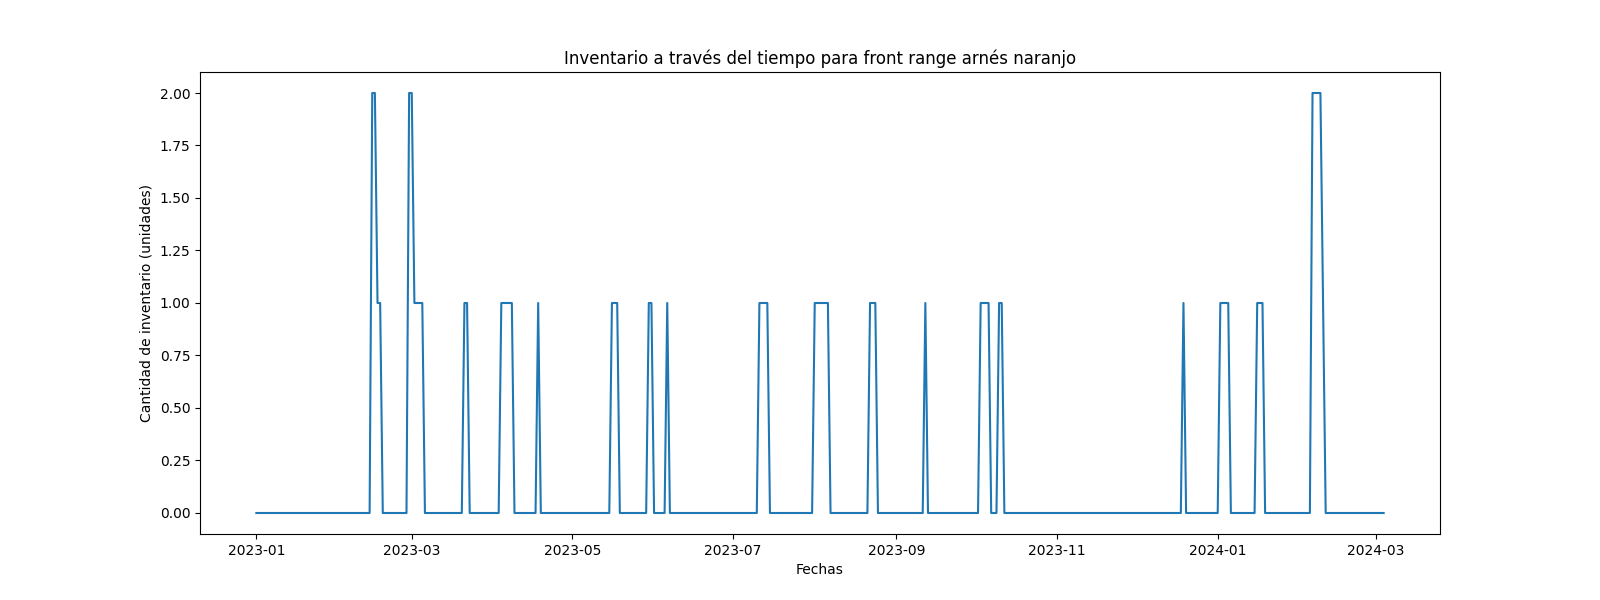 Inventario a través del tiempo para front range arnés naranjo
Cantidad de inventario (unidades)
2.00
1.75
1.50
1.25
1.00
0.75
0.50
0.25
0.00
2023-01 2023-03 2023-05 2023-07 2023-09 2023-11 2024-01 2024-03
Fechas